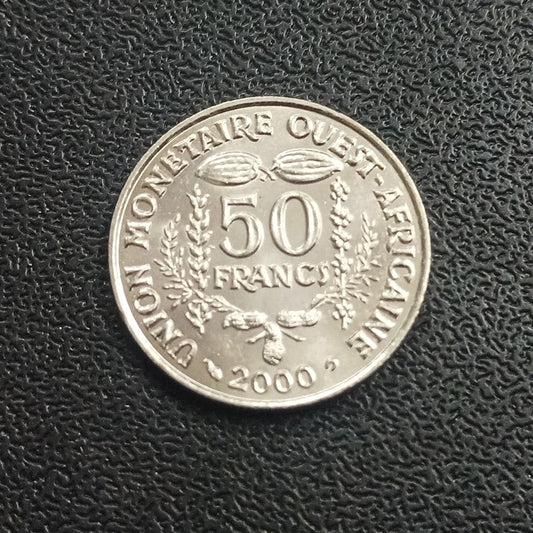 UNION MONETAIRE OUEST-AFRICAINE
50
FRANCS
2000